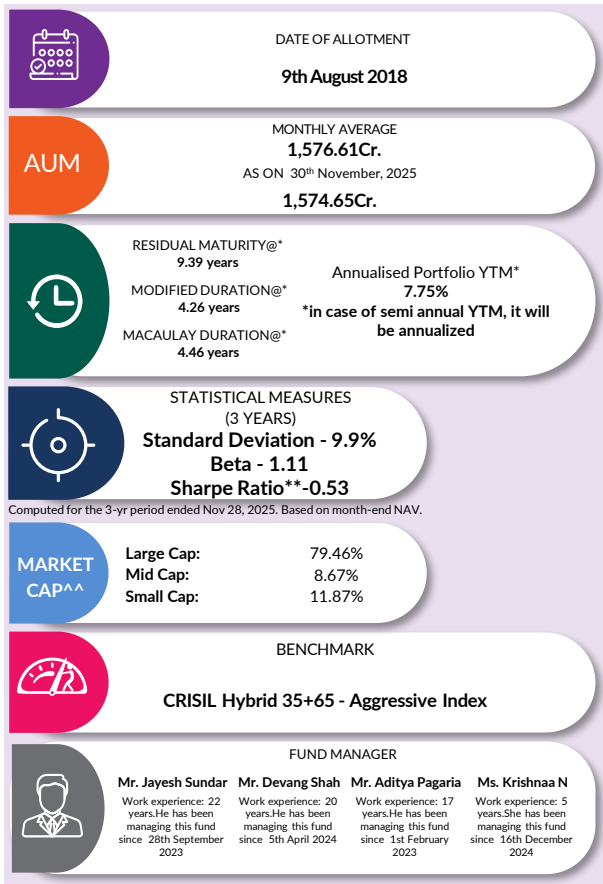 DATE OF ALLOTMENT
9th August 2018
AUM
MONTHLY AVERAGE
1,576.61Cr.
AS ON 30th November, 2025
1,574.65Cr.
RESIDUAL MATURITY@*
9.39 years
MODIFIED DURATION@*
4.26 years
MACAULAY DURATION@*
4.46 years
Annualised Portfolio YTM*
7.75%
*in case of semi annual YTM, it will
be annualized
STATISTICAL MEASURES
(3 YEARS)
Standard Deviation - 9.9%
Beta - 1.11
Sharpe Ratio**-0.53
Computed for the 3-yr period ended Nov 28, 2025. Based on month-end NAV.
MARKET
CAP^^
Large Cap: 79.46%
Mid Cap: 8.67%
Small Cap: 11.87%
BENCHMARK
CRISIL Hybrid 35+65 - Aggressive Index
FUND MANAGER
Mr. Jayesh Sundar
Work experience: 22
years.He has been
managing this fund
since 28th September
2023
Mr. Devang Shah
Work experience: 20
years.He has been
managing this fund
since 5th April 2024
Mr. Aditya Pagaria
Work experience: 17
years.He has been
managing this fund
since 1st February
2023
Ms. Krishnaa N
Work experience: 5
years.She has been
managing this fund
since 16th December
2024